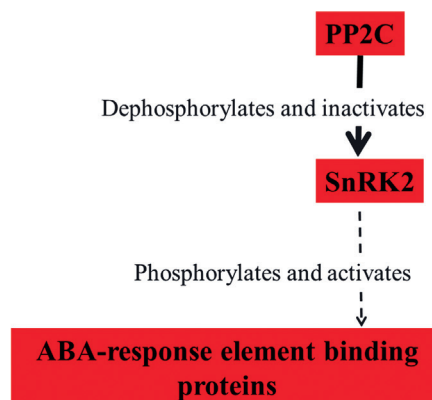 PP2C
Dephosphorylates and inactivates
SnRK2
Phosphorylates and activates
ABA-response element binding
proteins